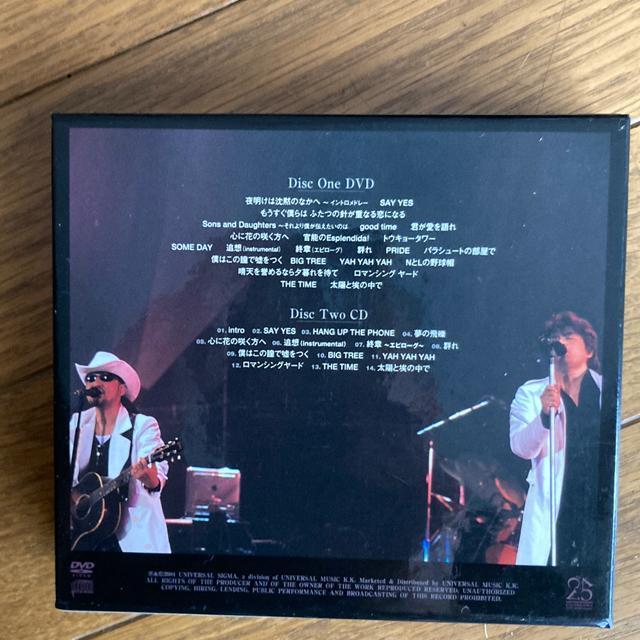 Disc One DVD
夜明けは沈黙のなかへ ～イントロメドレー SAY YES
もうすぐ僕らは ふたつの針が重なる恋になる
Sons and Daughters ～それより僕が伝えたいのは good time 君が愛を語れ
心に花の咲く方へ 官能のEsplendida! トウキョータワー
SOME DAY 追想(instrumental) 終章(エピローグ) 群れ PRIDE パラシュートの部屋で
僕はこの瞳で嘘をつく BIG TREE YAH YAH YAH NとLの野球帽
晴天を誉めるなら夕暮れを待て ロマンシング ヤード
THE TIME 太陽と埃の中で
Disc Two CD
01. intro 02. SAY YES 03. HANG UP THE PHONE 04. 夢の飛礫
05. 心に花の咲く方へ 06. 追想(instrumental) 07. 終章 ～エピローグ～ 08. 群れ
09. 僕はこの瞳で嘘をつく 10. BIG TREE 11. YAH YAH YAH
12. ロマンシングヤード 13. THE TIME 14. 太陽と埃の中で
DVD
VIDEO
UNIVERSAL SIGMA, a division of UNIVERSAL MUSIC K.K. Marketed & Distributed by UNIVERSAL MUSIC K.K.
ALL RIGHTS OF THE PRODUCER AND OF THE OWNER OF THE WORK REPRODUCED RESERVED. UNAUTHORIZED
COPYING, HIRING, LENDING, PUBLIC PERFORMANCE AND BROADCASTING OF THIS RECORD PROHIBITED.
25